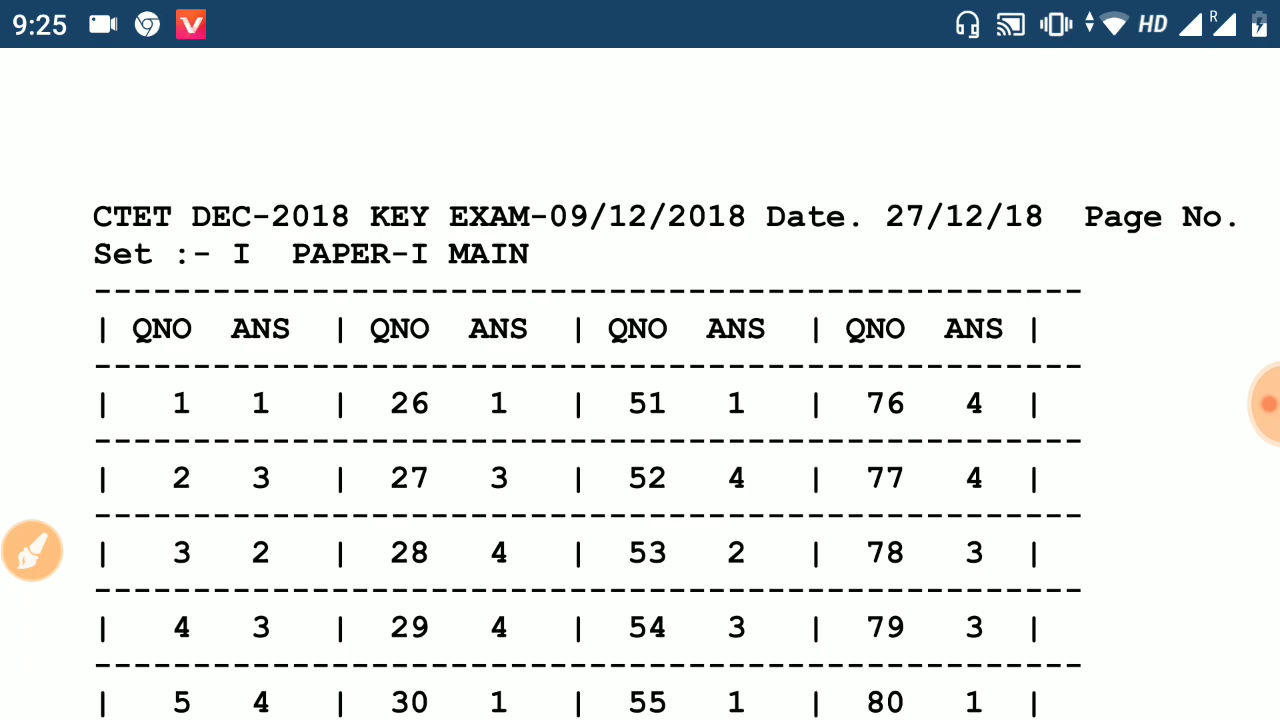 9:25 HD R
CTET DEC-2018 KEY EXAM-09/12/2018 Date. 27/12/18 Page No.
Set :- I PAPER-I MAIN
---------------------------------------------------
| QNO ANS | QNO ANS | QNO ANS | QNO ANS |
---------------------------------------------------
| 1 1 | 26 1 | 51 1 | 76 4 |
---------------------------------------------------
| 2 3 | 27 3 | 52 4 | 77 4 |
---------------------------------------------------
| 3 2 | 28 4 | 53 2 | 78 3 |
---------------------------------------------------
| 4 3 | 29 4 | 54 3 | 79 3 |
---------------------------------------------------
| 5 4 | 30 1 | 55 1 | 80 1 |